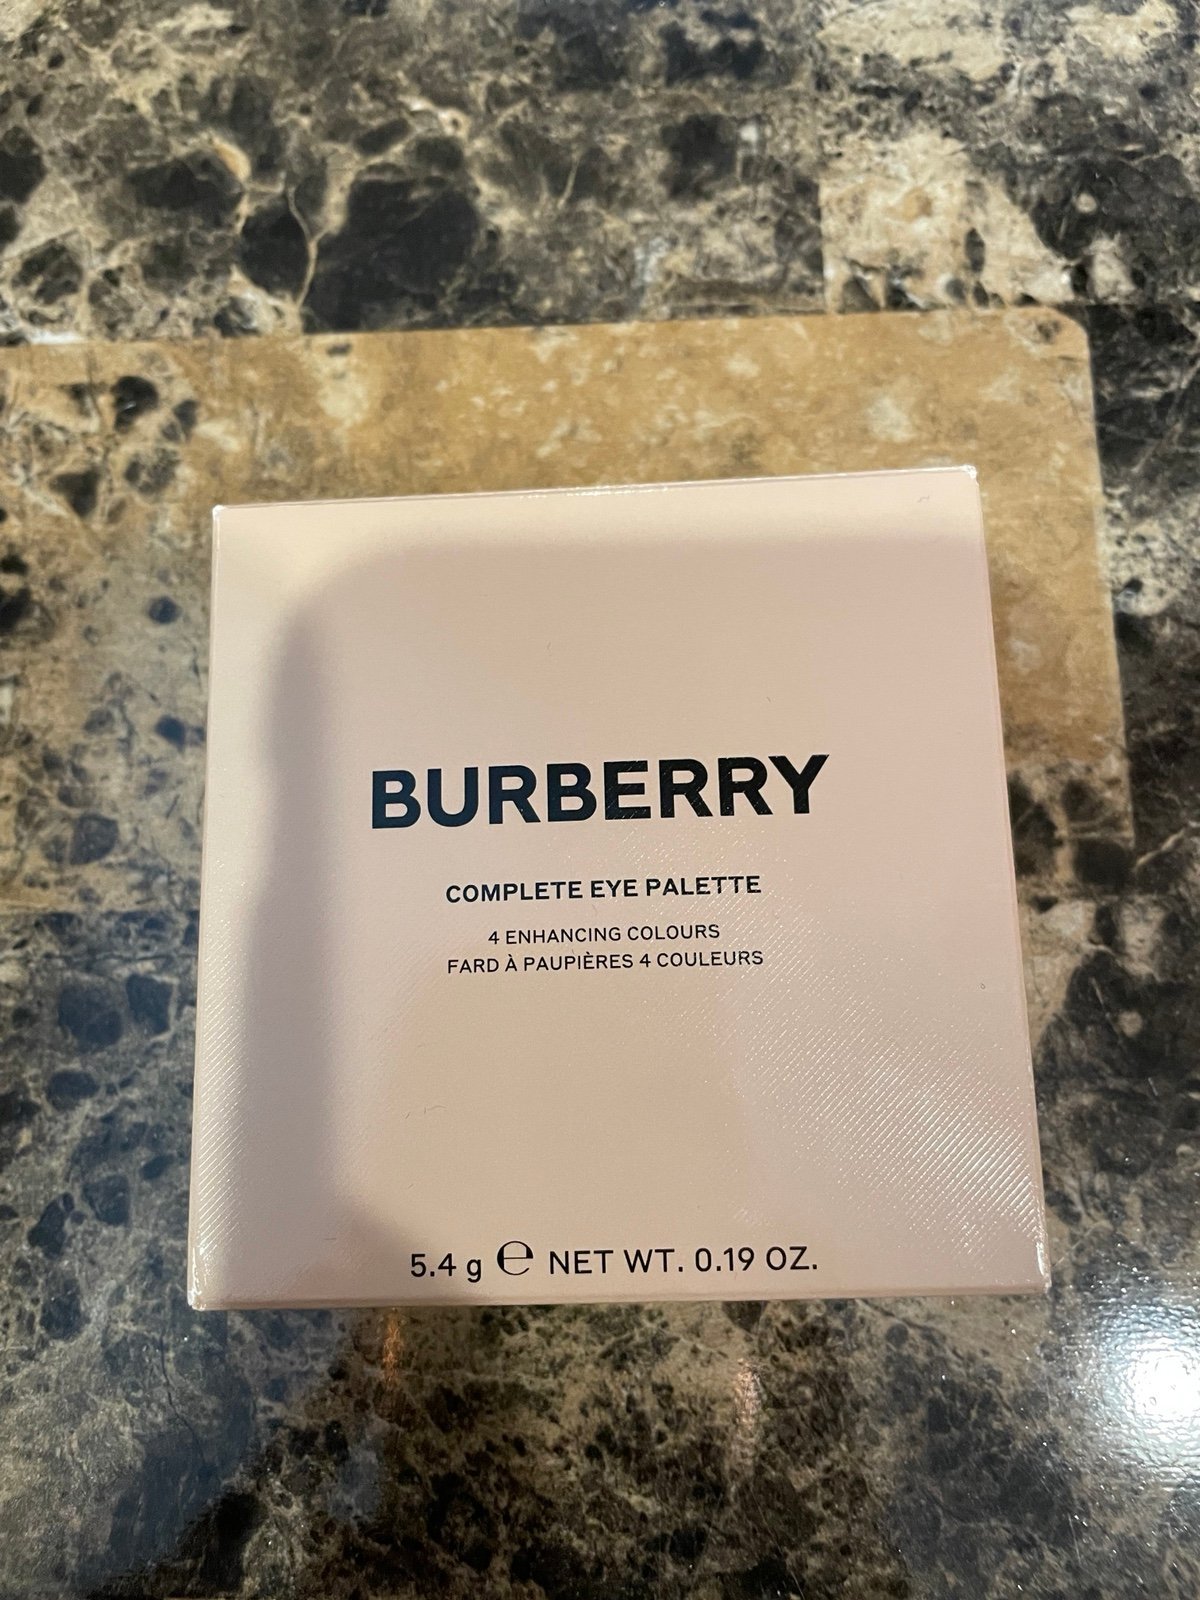 BURBERRY
COMPLETE EYE PALETTE
4 ENHANCING COLOURS
FARD À PAUPIÈRES 4 COULEURS
5.4 g ℮ NET WT. 0.19 OZ.